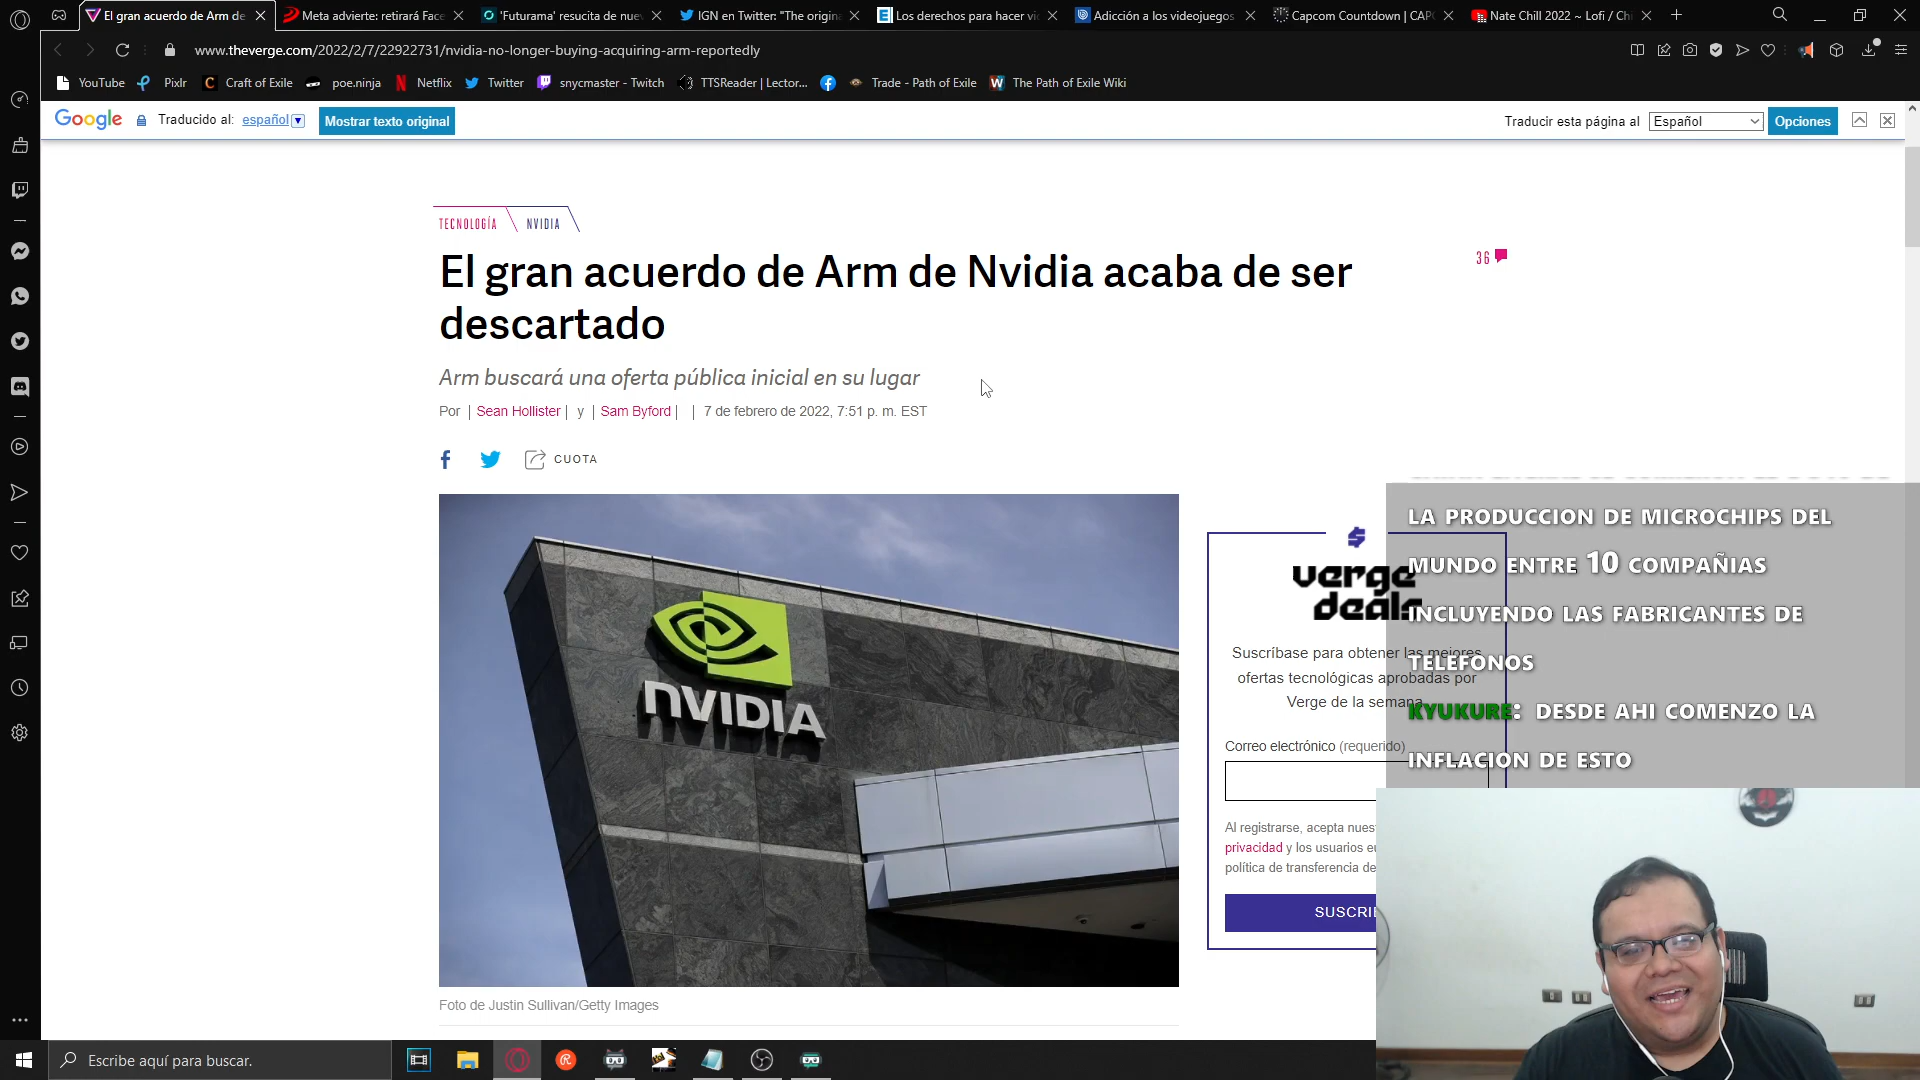 El gran acuerdo de Arm de
Meta advierte: retirará Face
'Futurama' resucita de nue
IGN en Twitter: "The origina
Los derechos para hacer vi
Adicción a los videojuegos
Capcom Countdown | CAP
Nate Chill 2022 ~ Lofi / Chi
www.theverge.com/2022/2/7/22922731/nvidia-no-longer-buying-acquiring-arm-reportedly
YouTube
Pixlr
Craft of Exile
poe.ninja
Netflix
Twitter
snycmaster - Twitch
TTSReader | Lector...
Trade - Path of Exile
The Path of Exile Wiki
Google
Traducido al: español
Mostrar texto original
Traducir esta página al
Español
Opciones
TECNOLOGÍA
NVIDIA
El gran acuerdo de Arm de Nvidia acaba de ser
descartado
36
Arm buscará una oferta pública inicial en su lugar
Por | Sean Hollister | y | Sam Byford | | 7 de febrero de 2022, 7:51 p. m. EST
CUOTA
NVIDIA
Foto de Justin Sullivan/Getty Images
verge
deals
Suscríbase para obtener las mejores
ofertas tecnológicas aprobadas por
Verge de la semana
Correo electrónico (requerido)
Al registrarse, acepta
privacidad y los usuarios
política de transferencia de
LA PRODUCCION DE MICROCHIPS DEL
MUNDO ENTRE 10 COMPAÑIAS
INCLUYENDO LAS FABRICANTES DE
TELEFONOS
KYUKURE: DESDE AHI COMENZO LA
INFLACION DE ESTO
Escribe aquí para buscar.